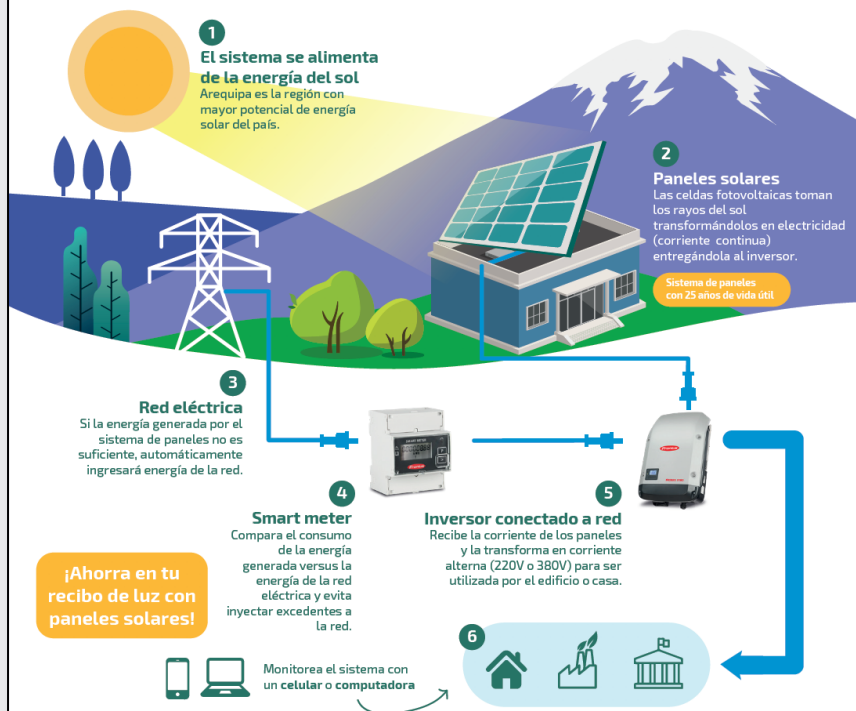 1
El sistema se alimenta
de la energía del sol
Arequipa es la región con
mayor potencial de energía
solar del país.
2
Paneles solares
Las celdas fotovoltaicas toman
los rayos del sol
transformándolos en electricidad
(corriente continua)
entregándola al inversor.
Sistema de paneles
con 25 años de vida útil
3
Red eléctrica
Si la energía generada por el
sistema de paneles no es
suficiente, automáticamente
ingresará energía de la red.
4
Smart meter
Compara el consumo
de la energía
generada versus la
energía de la red
eléctrica y evita
inyectar excedentes a
la red.
5
Inversor conectado a red
Recibe la corriente de los paneles
y la transforma en corriente
alterna (220V o 380V) para ser
utilizada por el edificio o casa.
¡Ahorra en tu
recibo de luz con
paneles solares!
6
Monitorea el sistema con
un celular o computadora